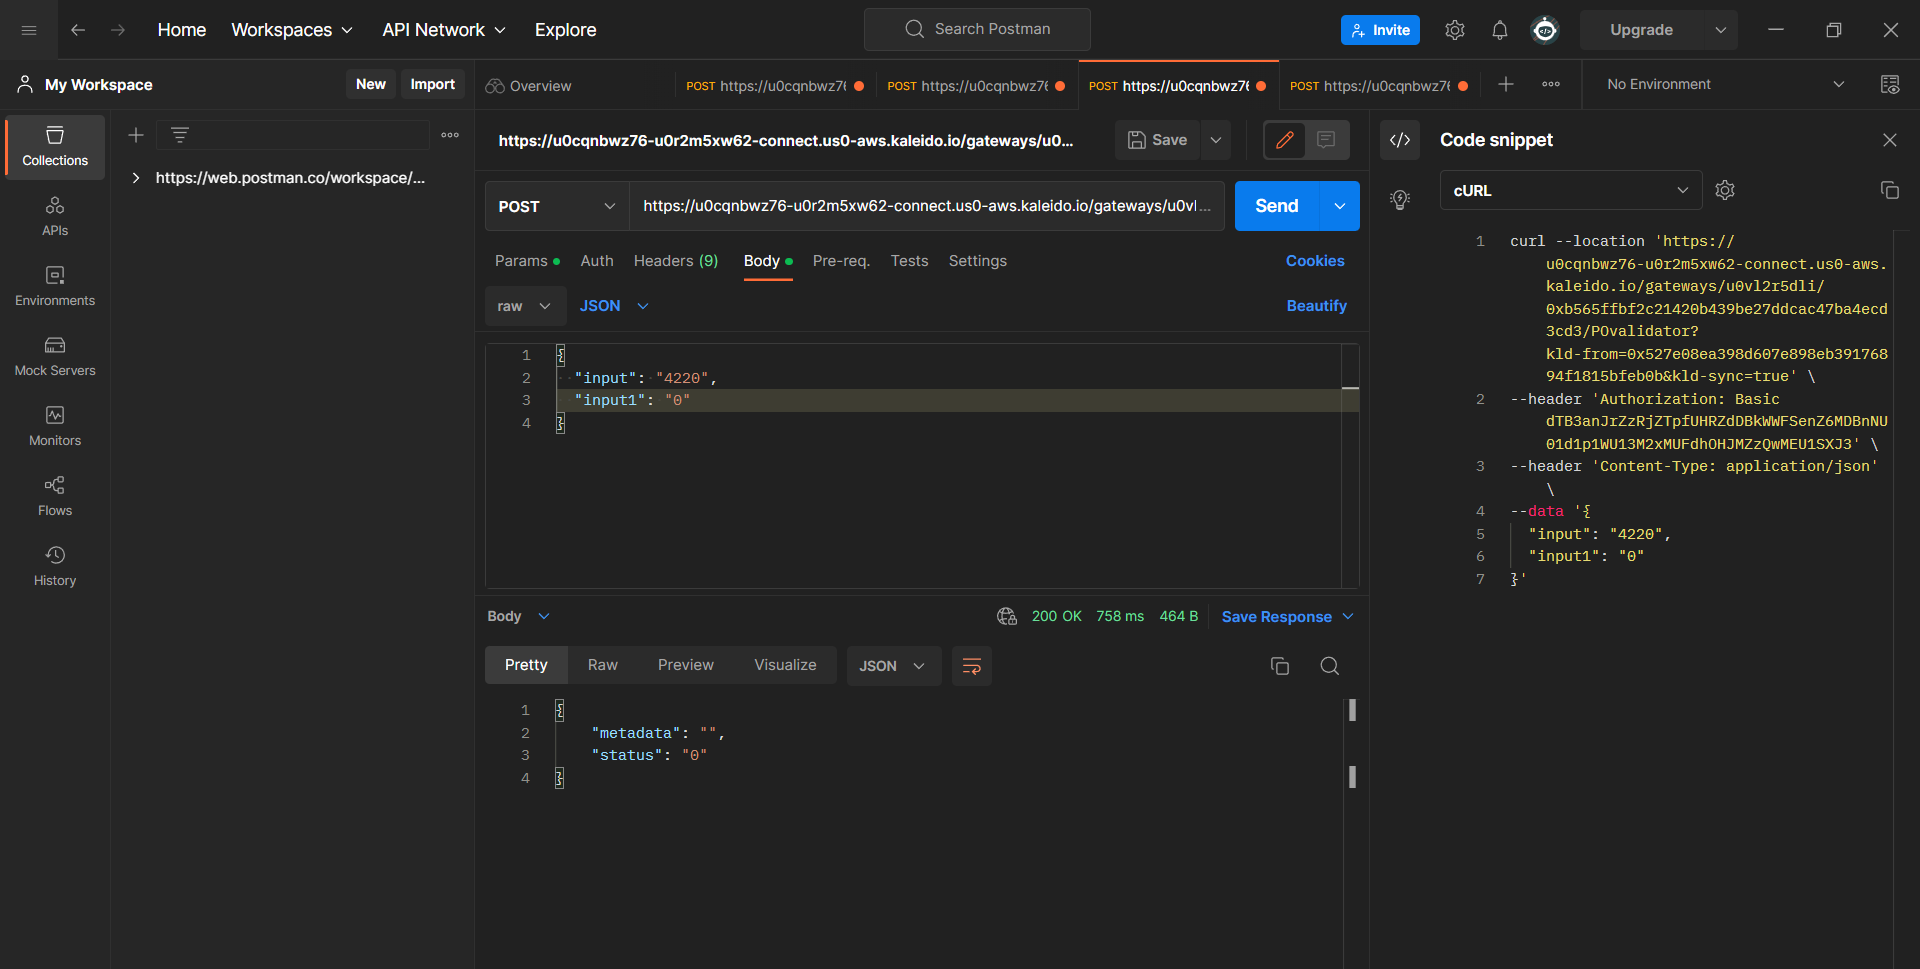 Home
Workspaces
API Network
Explore
Search Postman
Invite
Upgrade
My Workspace
New
Import
Overview
POST https://u0cqnbwz76
POST https://u0cqnbwz76
POST https://u0cqnbwz76
POST https://u0cqnbwz76
No Environment
Collections
APIs
Environments
Mock Servers
Monitors
Flows
History
https://web.postman.co/workspace/...
https://u0cqnbwz76-u0r2m5xw62-connect.us0-aws.kaleido.io/gateways/u0...
Save
POST
https://u0cqnbwz76-u0r2m5xw62-connect.us0-aws.kaleido.io/gateways/u0vl...
Send
Params
Auth
Headers (9)
Body
Pre-req.
Tests
Settings
Cookies
raw
JSON
Beautify
1 {
2 "input": "4220",
3 "input1": "0"
4 }
Body
200 OK 758 ms 464 B
Save Response
Pretty
Raw
Preview
Visualize
JSON
1 {
2 "metadata": "",
3 "status": "0"
4 }
</> Code snippet
cURL
1 curl --location 'https://
u0cqnbwz76-u0r2m5xw62-connect.us0-aws.
kaleido.io/gateways/u0vl2r5dli/
0xb565ffbf2c21420b439be27ddcac47ba4ecd
3cd3/POvalidator?
kld-from=0x527e08ea398d607e898eb391768
94f1815bfeb0b&kld-sync=true' \
2 --header 'Authorization: Basic
dTB3anJrZzRjZTpfUHRZdDBkWWFSenZ6MDBnNU
01d1p1WU13M2xMUFdhOHJMZzQwMEU1SXJ3' \
3 --header 'Content-Type: application/json'
\
4 --data '{
5 "input": "4220",
6 "input1": "0"
7 }'